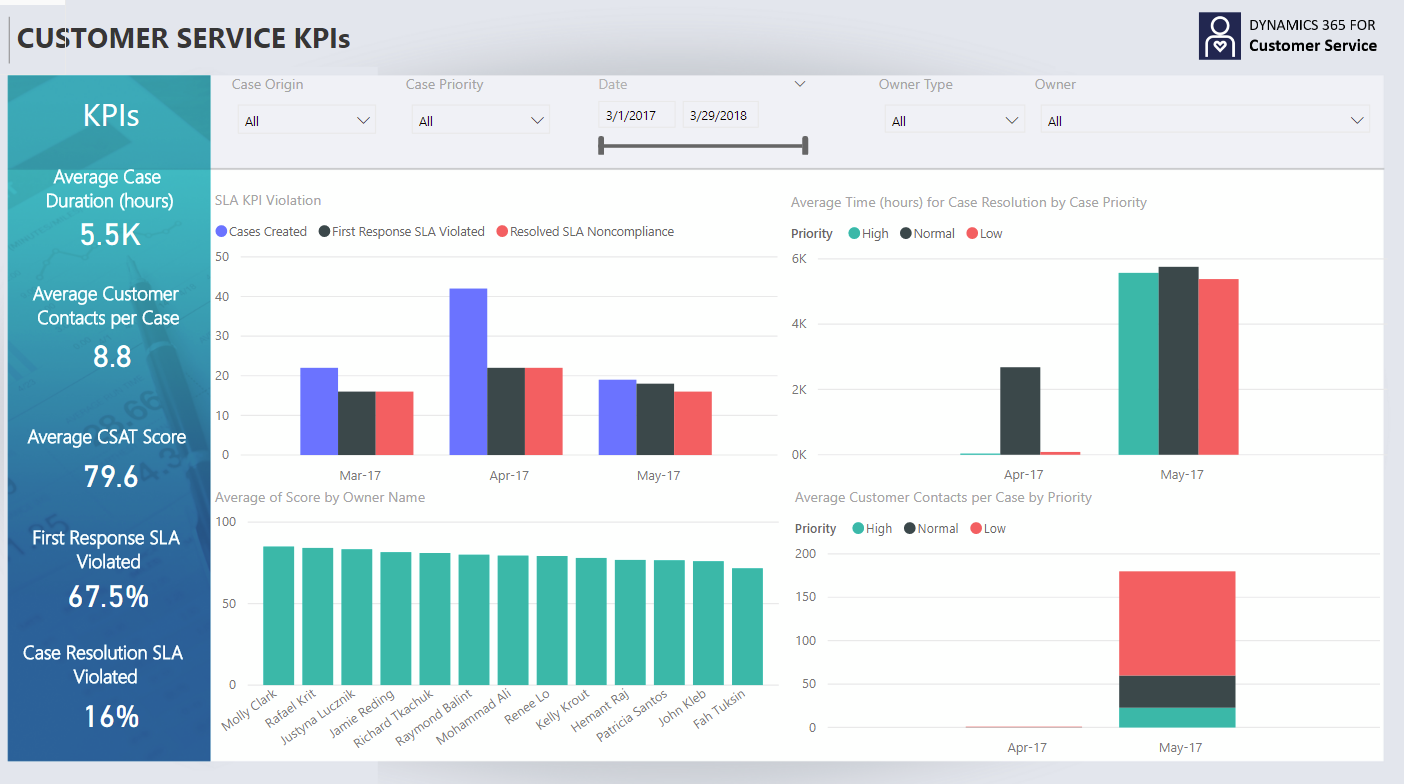 CUSTOMER SERVICE KPIs
DYNAMICS 365 FOR
Customer Service
KPIs
Average Case
Duration (hours)
5.5K
Average Customer
Contacts per Case
8.8
Average CSAT Score
79.6
First Response SLA
Violated
67.5%
Case Resolution SLA
Violated
16%
Case Origin
All
Case Priority
All
Date
3/1/2017
3/29/2018
Owner Type
All
Owner
All
SLA KPI Violation
Cases Created First Response SLA Violated Resolved SLA Noncompliance
50
40
30
20
10
0
Mar-17 Apr-17 May-17
Average Time (hours) for Case Resolution by Case Priority
Priority High Normal Low
6K
4K
2K
0K
Apr-17 May-17
Average of Score by Owner Name
100
50
0
Molly Clark
Rafael Krit
Justyna Lucznik
Jamie Reding
Richard Tkachuk
Raymond Balint
Mohammad Ali
Renee Lo
Kelly Krout
Hemant Raj
Patricia Santos
John Kleb
Fah Tuksin
Average Customer Contacts per Case by Priority
Priority High Normal Low
200
150
100
50
0
Apr-17 May-17